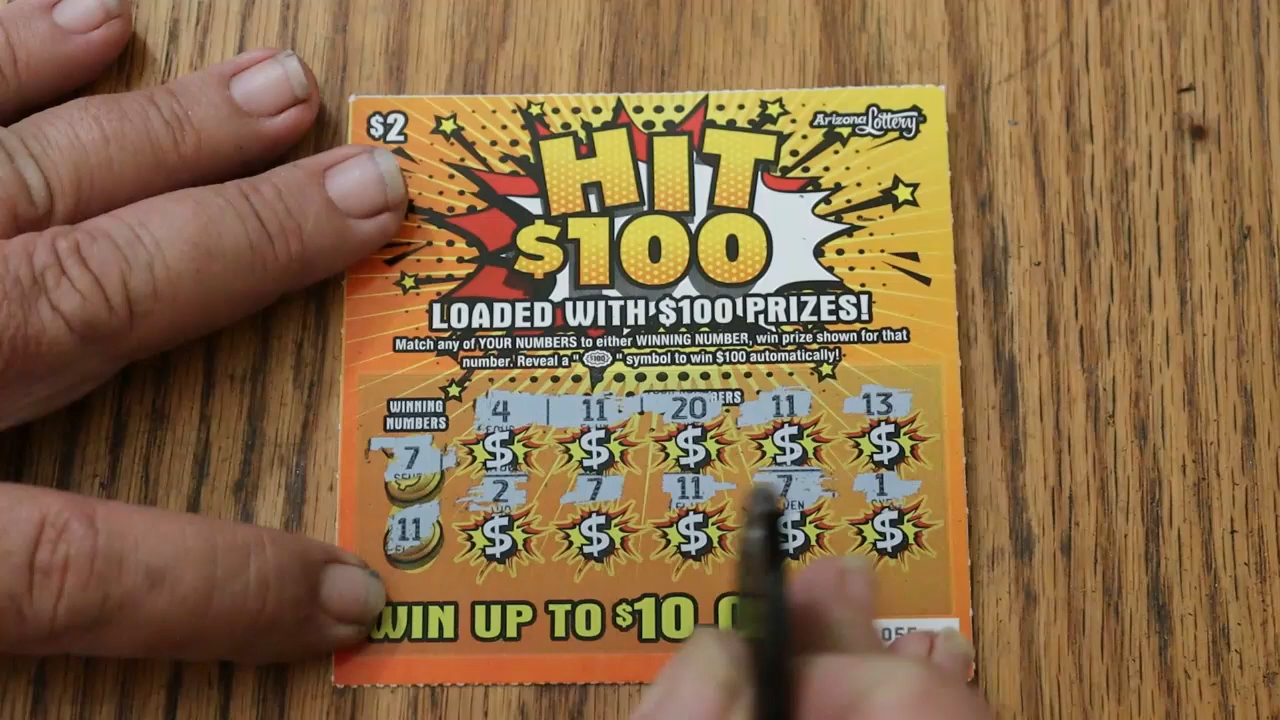 $2
Arizona Lottery
HIT
$100
LOADED WITH $100 PRIZES!
Match any of YOUR NUMBERS to either WINNING NUMBER, win prize shown for that
number. Reveal a " $100 " symbol to win $100 automatically!
WINNING
NUMBERS
4 11 20 11 13
$ $ $ $ $
7
2 7 11 7 1
11
$ $ $ $ $
WIN UP TO $10
055